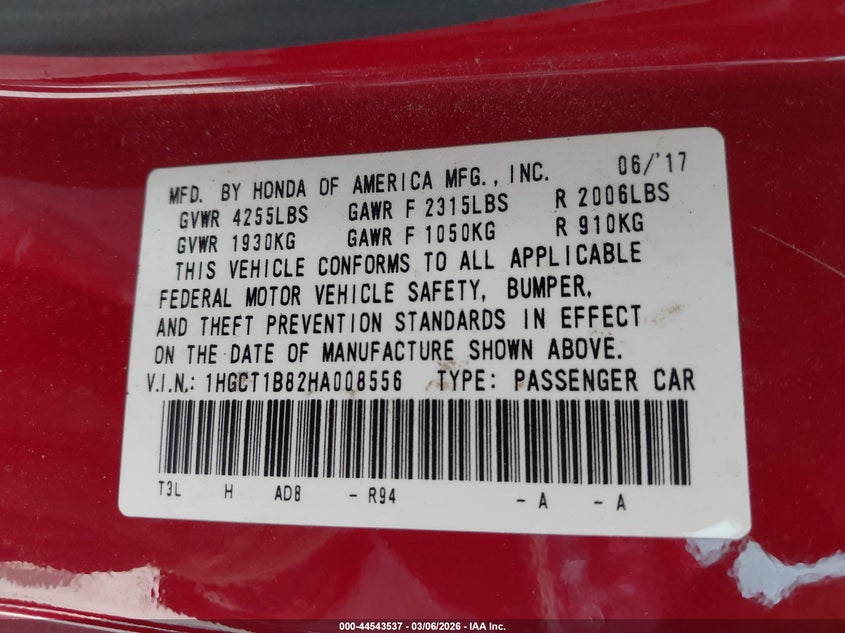 MFD. BY HONDA OF AMERICA MFG., INC. 06/'17
GVWR 4255LBS GAWR F 2315LBS R 2006LBS
GVWR 1930KG GAWR F 1050KG R 910KG
THIS VEHICLE CONFORMS TO ALL APPLICABLE
FEDERAL MOTOR VEHICLE SAFETY, BUMPER,
AND THEFT PREVENTION STANDARDS IN EFFECT
ON THE DATE OF MANUFACTURE SHOWN ABOVE.
V.I.N.: 1HGCT1B82HA008556 TYPE: PASSENGER CAR
T3L H AD8 - R94 - A - A
000-44543537 - 03/06/2026 - IAA Inc.